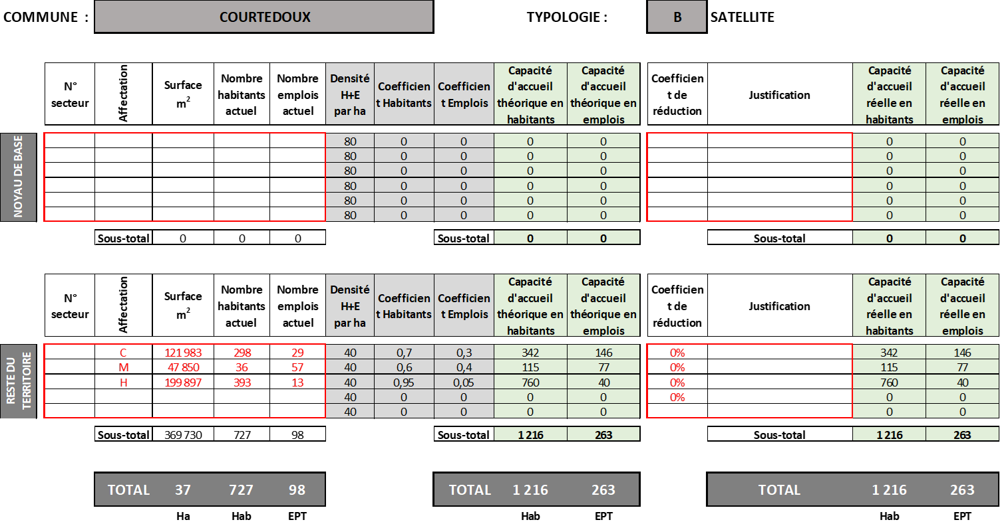 COMMUNE : COURTEDOUX TYPOLOGIE : B SATELLITE
N° secteur Affectation Surface m² Nombre habitants actuel Nombre emplois actuel Densité H+E par ha Coefficien t Habitants Coefficien t Emplois Capacité d'accueil théorique en habitants Capacité d'accueil théorique en emplois Coefficien t de réduction Justification Capacité d'accueil réelle en habitants Capacité d'accueil réelle en emplois
NOYAU DE BASE
80 0 0 0 0 0 0
80 0 0 0 0 0 0
80 0 0 0 0 0 0
80 0 0 0 0 0 0
80 0 0 0 0 0 0
80 0 0 0 0 0 0
Sous-total 0 0 0 Sous-total 0 0 Sous-total 0 0
N° secteur Affectation Surface m² Nombre habitants actuel Nombre emplois actuel Densité H+E par ha Coefficien t Habitants Coefficien t Emplois Capacité d'accueil théorique en habitants Capacité d'accueil théorique en emplois Coefficien t de réduction Justification Capacité d'accueil réelle en habitants Capacité d'accueil réelle en emplois
RESTE DU TERRITOIRE
C 121 983 298 29 40 0,7 0,3 342 146 0% 342 146
M 47 850 36 57 40 0,6 0,4 115 77 0% 115 77
H 199 897 393 13 40 0,95 0,05 760 40 0% 760 40
40 0 0 0 0 0% 0 0
40 0 0 0 0 0 0
Sous-total 369 730 727 98 Sous-total 1 216 263 Sous-total 1 216 263
TOTAL 37 727 98 TOTAL 1 216 263 TOTAL 1 216 263
Ha Hab EPT Hab EPT Hab EPT